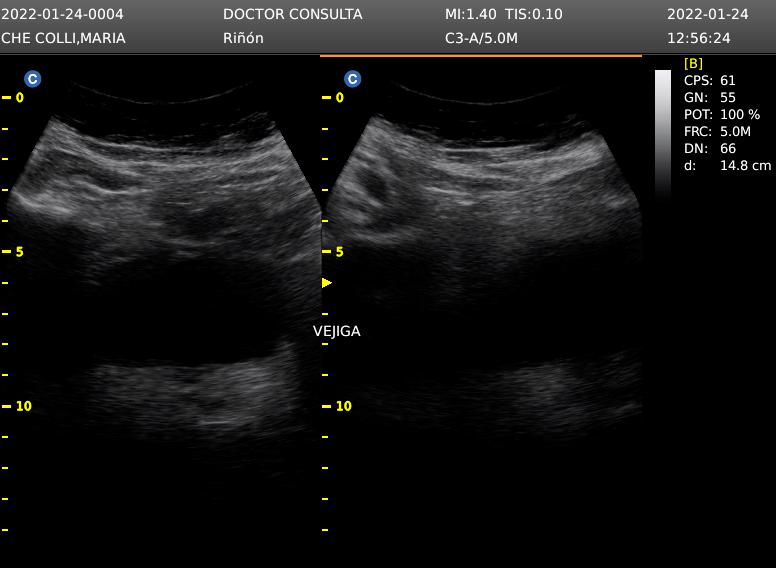 2022-01-24-0004 DOCTOR CONSULTA MI:1.40 TIS:0.10 2022-01-24
CHE COLLI,MARIA Riñón C3-A/5.0M 12:56:24
C C
0 0
[B]
CPS: 61
GN: 55
POT: 100 %
FRC: 5.0M
DN: 66
d: 14.8 cm
5 5
VEJIGA
10 10